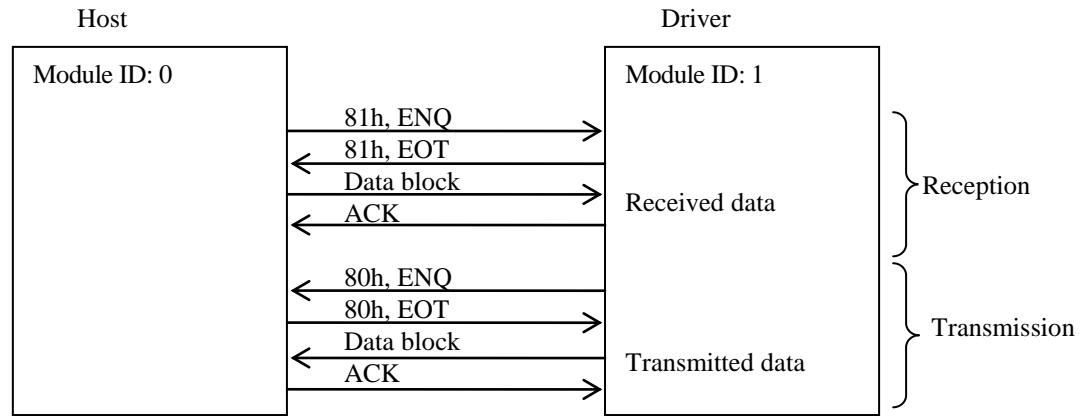 Host
Driver
Module ID: 0
Module ID: 1
81h, ENQ
81h, EOT
Data block
Received data
ACK
Reception
80h, ENQ
80h, EOT
Data block
Transmitted data
ACK
Transmission